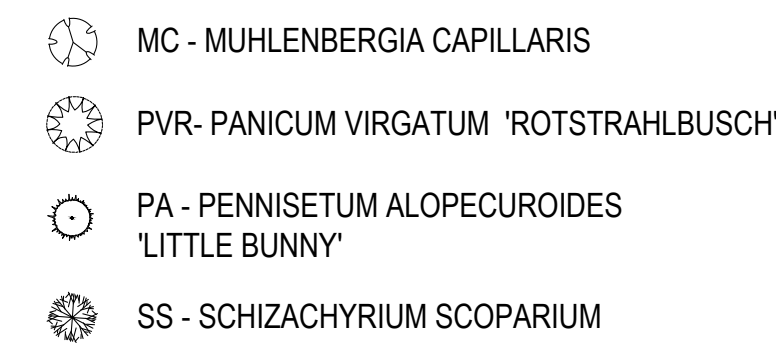 MC - MUHLENBERGIA CAPILLARIS
PVR- PANICUM VIRGATUM 'ROTSTRAHLBUSCH'
PA - PENNISETUM ALOPECUROIDES
'LITTLE BUNNY'
SS - SCHIZACHYRIUM SCOPARIUM